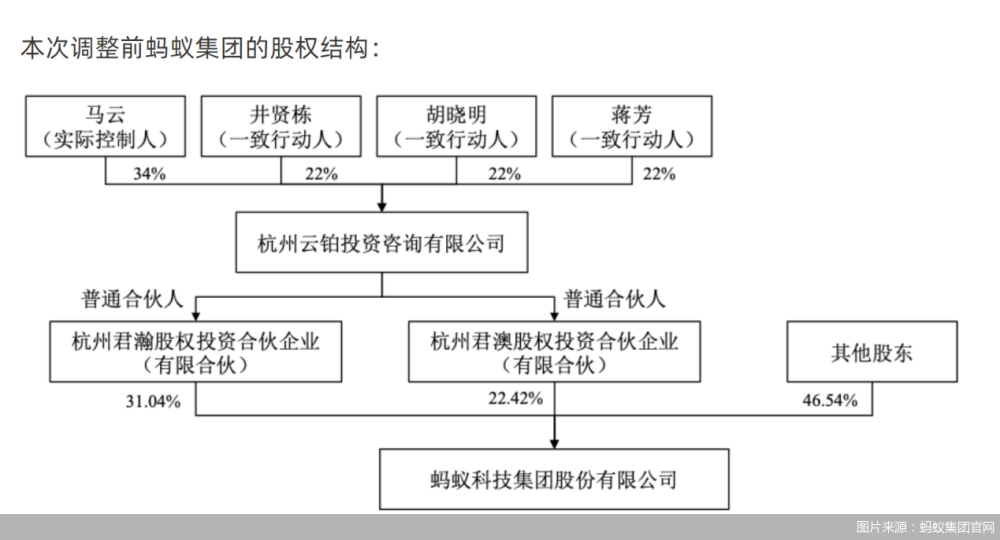 本次调整前蚂蚁集团的股权结构：
马云
（实际控制人）
井贤栋
（一致行动人）
胡晓明
（一致行动人）
蒋芳
（一致行动人）
34%
22%
22%
22%
杭州云铂投资咨询有限公司
普通合伙人
普通合伙人
杭州君瀚股权投资合伙企业
（有限合伙）
杭州君澳股权投资合伙企业
（有限合伙）
其他股东
31.04%
22.42%
46.54%
蚂蚁科技集团股份有限公司
图片来源：蚂蚁集团官网